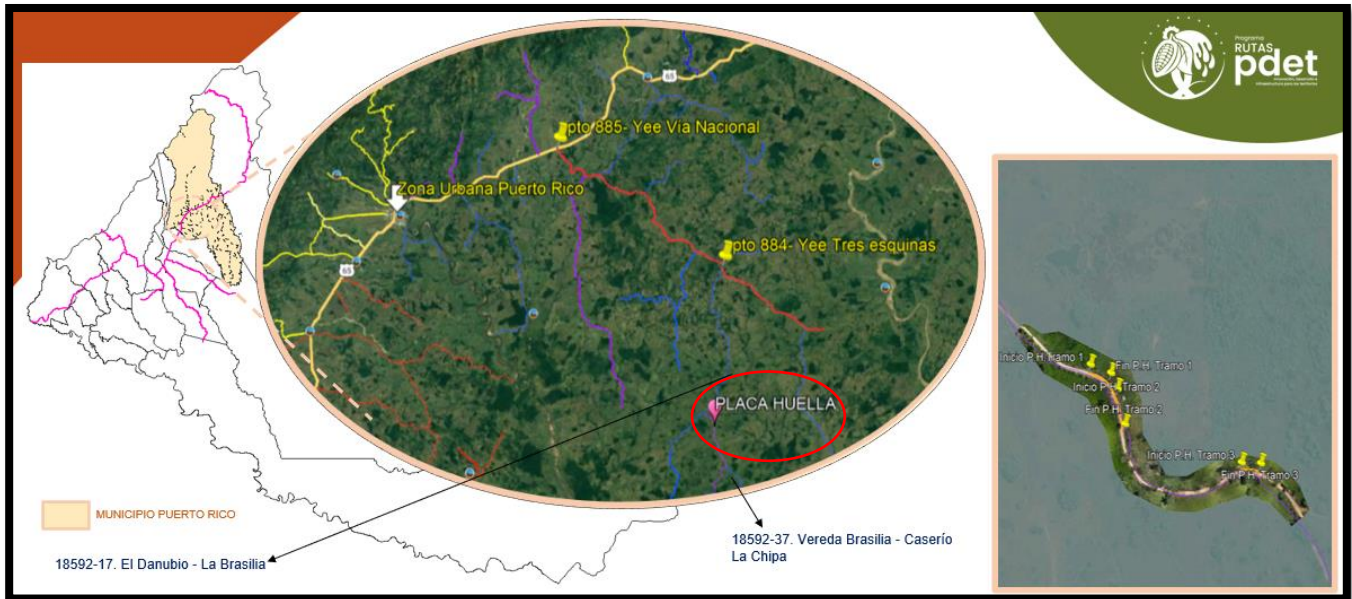 Programa
RUTAS
pdet
65
pto 885- Yee Vía Nacional
Zona Urbana Puerto Rico
pto 884- Yee Tres esquinas
65
PLACA HUELLA
Inicio P.H. Tramo 1
Fin P.H. Tramo 1
Inicio P.H. Tramo 2
Fin P.H. Tramo 2
Inicio P.H. Tramo 3
Fin P.H. Tramo 3
MUNICIPIO PUERTO RICO
18592-17. El Danubio - La Brasilia
18592-37. Vereda Brasilia - Caserío
La Chipa